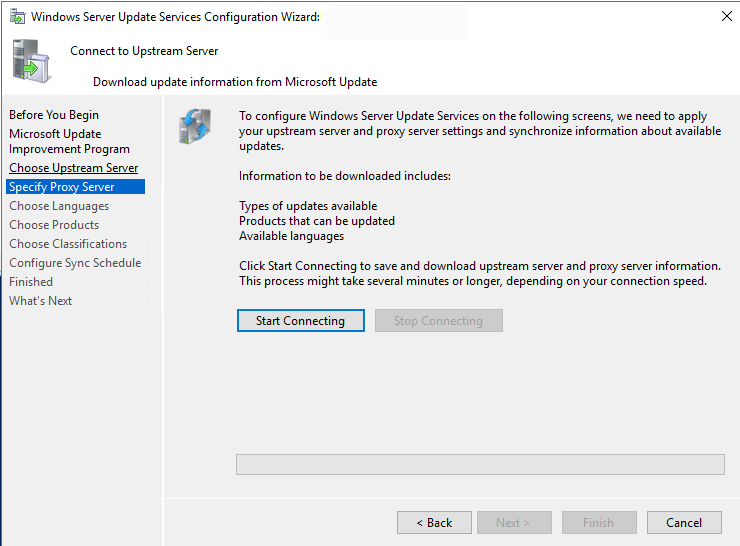 Windows Server Update Services Configuration Wizard:
Connect to Upstream Server
Download update information from Microsoft Update
Before You Begin
Microsoft Update
Improvement Program
Choose Upstream Server
Specify Proxy Server
Choose Languages
Choose Products
Choose Classifications
Configure Sync Schedule
Finished
What's Next
To configure Windows Server Update Services on the following screens, we need to apply
your upstream server and proxy server settings and synchronize information about available
updates.
Information to be downloaded includes:
Types of updates available
Products that can be updated
Available languages
Click Start Connecting to save and download upstream server and proxy server information.
This process might take several minutes or longer, depending on your connection speed.
Start Connecting
Stop Connecting
< Back
Next >
Finish
Cancel